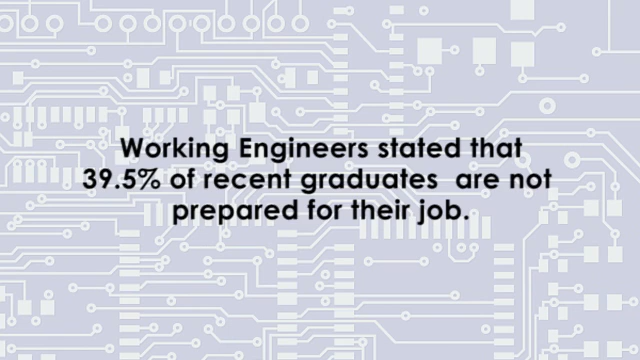 Working Engineers stated that
39.5% of recent graduates  are not
prepared for their job.